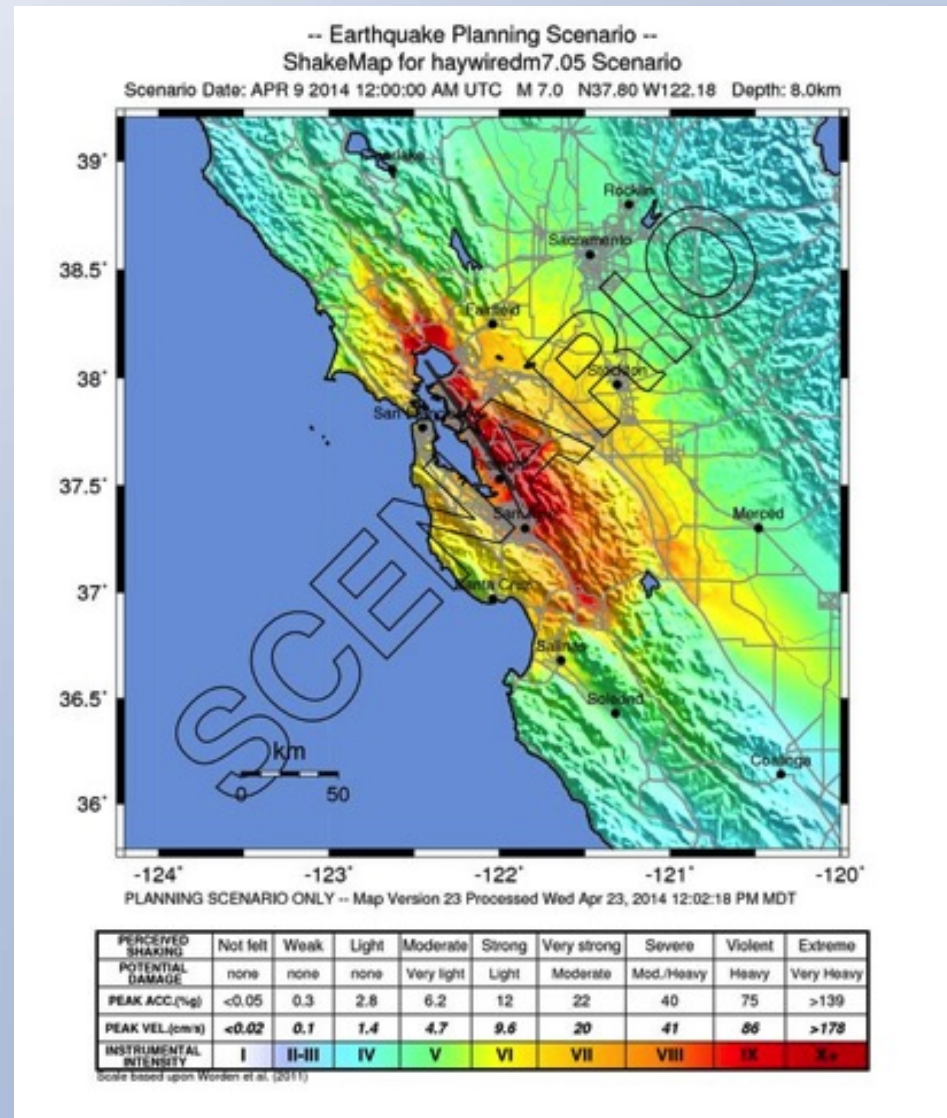 -- Earthquake Planning Scenario --
ShakeMap for haywiredm7.05 Scenario
Scenario Date: APR 9 2014 12:00:00 AM UTC M 7.0 N37.80 W122.18 Depth: 8.0km
39˚
38.5˚
38˚
37.5˚
37˚
36.5˚
36˚
Rocklin
Sacramento
Fairfield
Stockton
Merced
Santa Cruz
Salinas
Soledad
Coalinga
SCENARIO
km
0 50
-124˚ -123˚ -122˚ -121˚ -120˚
PLANNING SCENARIO ONLY -- Map Version 23 Processed Wed Apr 23, 2014 12:02:18 PM MDT
PERCEIVED SHAKING Not felt Weak Light Moderate Strong Very strong Severe Violent Extreme
POTENTIAL DAMAGE none none none Very light Light Moderate Mod./Heavy Heavy Very Heavy
PEAK ACC.(%g) <0.05 0.3 2.8 6.2 12 22 40 75 >139
PEAK VEL.(cm/s) <0.02 0.1 1.4 4.7 9.6 20 41 86 >178
INSTRUMENTAL INTENSITY I II-III IV V VI VII VIII IX X+
Scale based upon Worden et al. (2011)